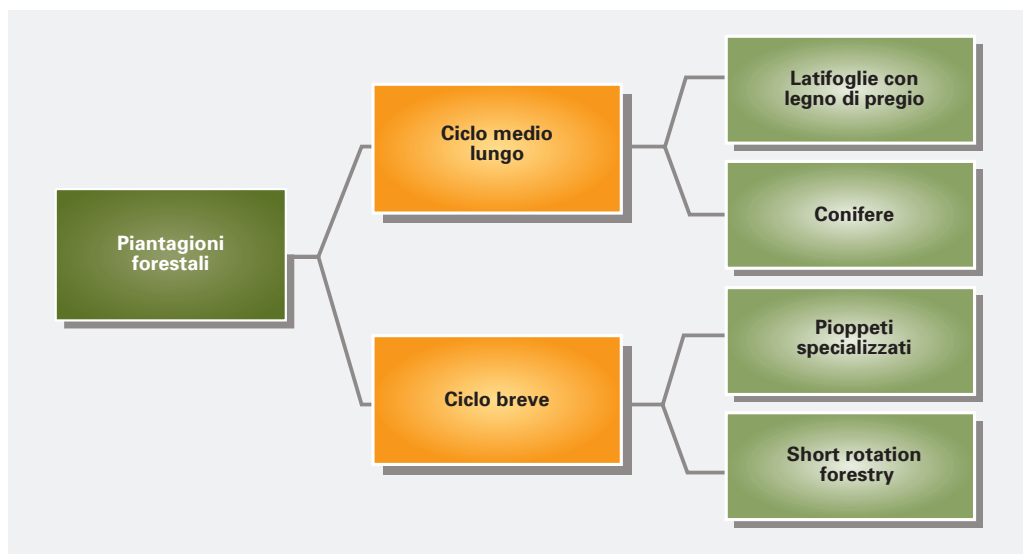 Piantagioni
forestali
Ciclo medio
lungo
Latifoglie con
legno di pregio
Conifere
Ciclo breve
Pioppeti
specializzati
Short rotation
forestry